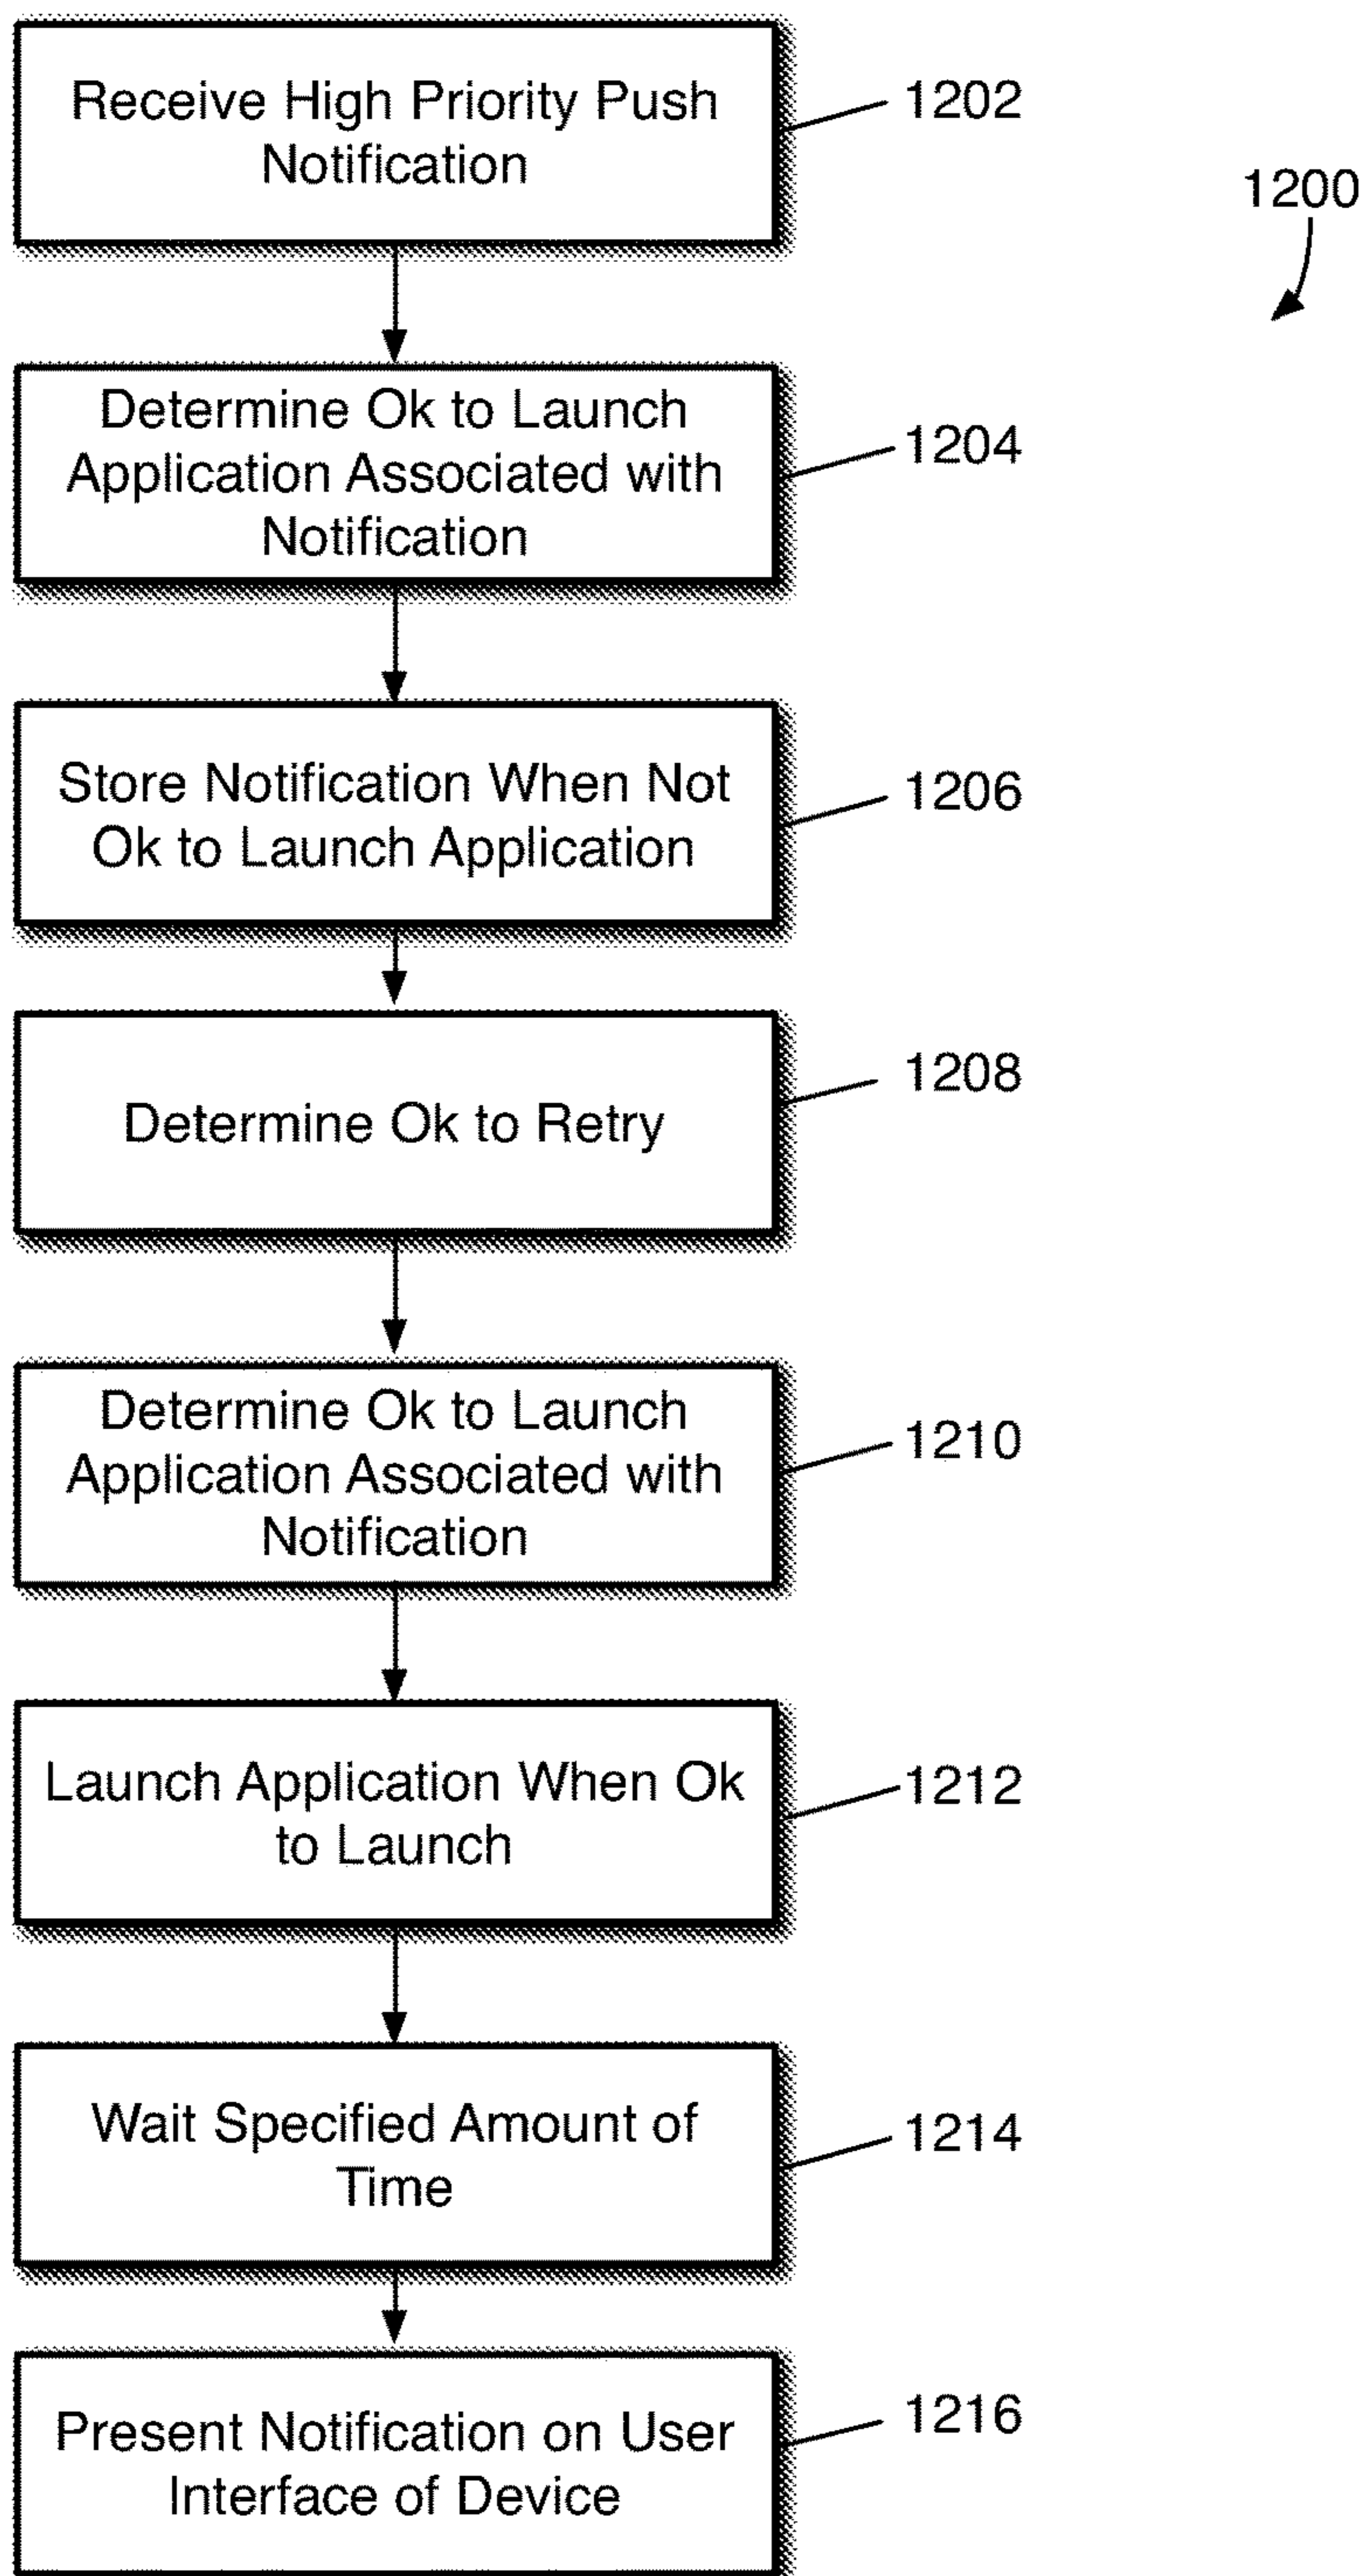 Receive High Priority Push
Notification
1202
1200
Determine Ok to Launch
Application Associated with
Notification
1204
Store Notification When Not
Ok to Launch Application
1206
Determine Ok to Retry
1208
Determine Ok to Launch
Application Associated with
Notification
1210
Launch Application When Ok
to Launch
1212
Wait Specified Amount of
Time
1214
Present Notification on User
Interface of Device
1216